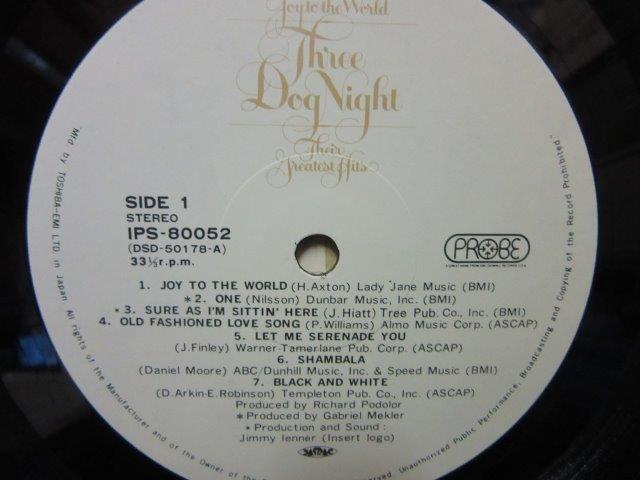 Joy to the World
Three
Dog Night
Their
Greatest Hits
SIDE 1
STEREO
IPS-80052
(DSD-50178-A)
33⅓ r.p.m.
PROBE
1. JOY TO THE WORLD (H.Axton) Lady Jane Music (BMI)
*2. ONE (Nilsson) Dunbar Music, Inc. (BMI)
*3. SURE AS I'M SITTIN' HERE (J.Hiatt) Tree Pub. Co., Inc. (BMI)
4. OLD FASHIONED LOVE SONG (P.Williams) Almo Music Corp. (ASCAP)
5. LET ME SERENADE YOU
(J.Finley) Warner-Tamerlane Pub. Corp. (ASCAP)
6. SHAMBALA
(Daniel Moore) ABC/Dunhill Music, Inc. & Speed Music (BMI)
7. BLACK AND WHITE
(D.Arkin-E.Robinson) Templeton Pub. Co., Inc. (ASCAP)
Produced by Richard Podolor
*Produced by Gabriel Mekler
*Production and Sound:
Jimmy Ienner (Insert logo)
JASRAC
"Mfd by TOSHIBA-EMI LTD in Japan. All rights of the Manufacturer and of the Owner of the
Unauthorized Public Performance, Broadcasting and Copying of the Record Prohibited"